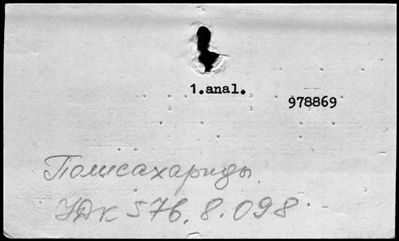 1.anal.
978869
Полисахариды
УДК 576.8.098.